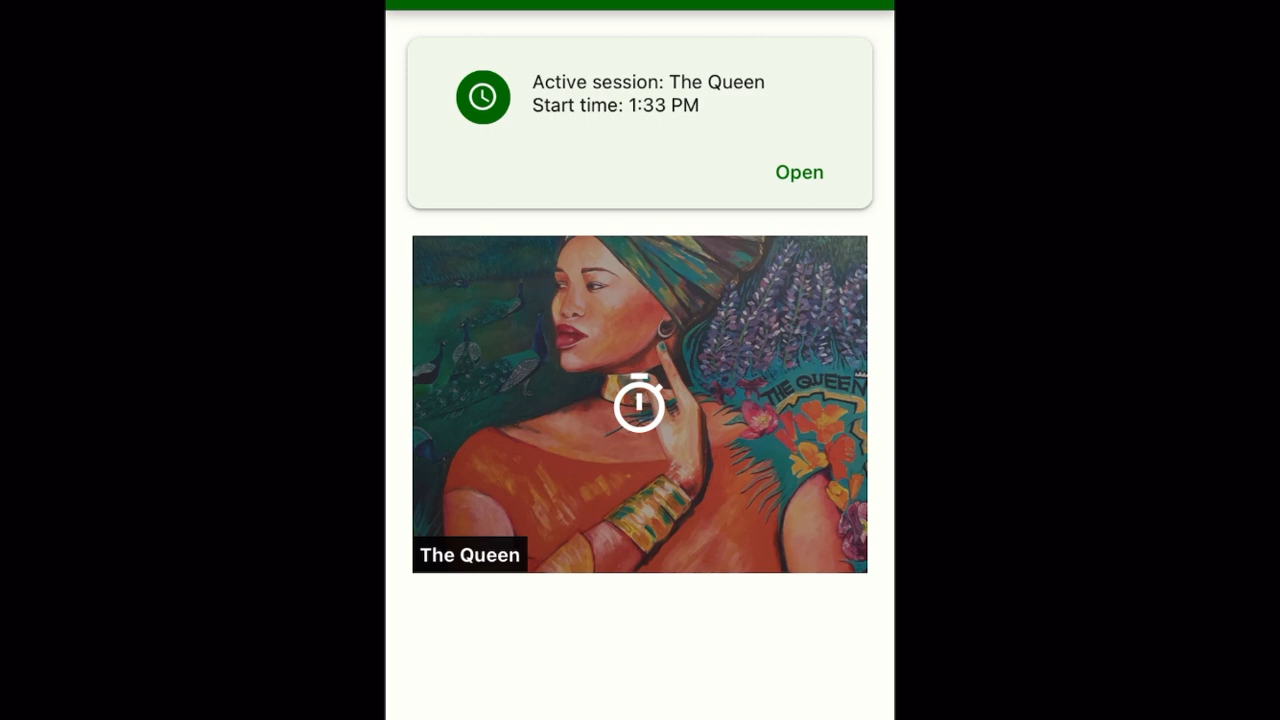 Active session: The Queen
Start time: 1:33 PM
Open
THE QUEEN
The Queen